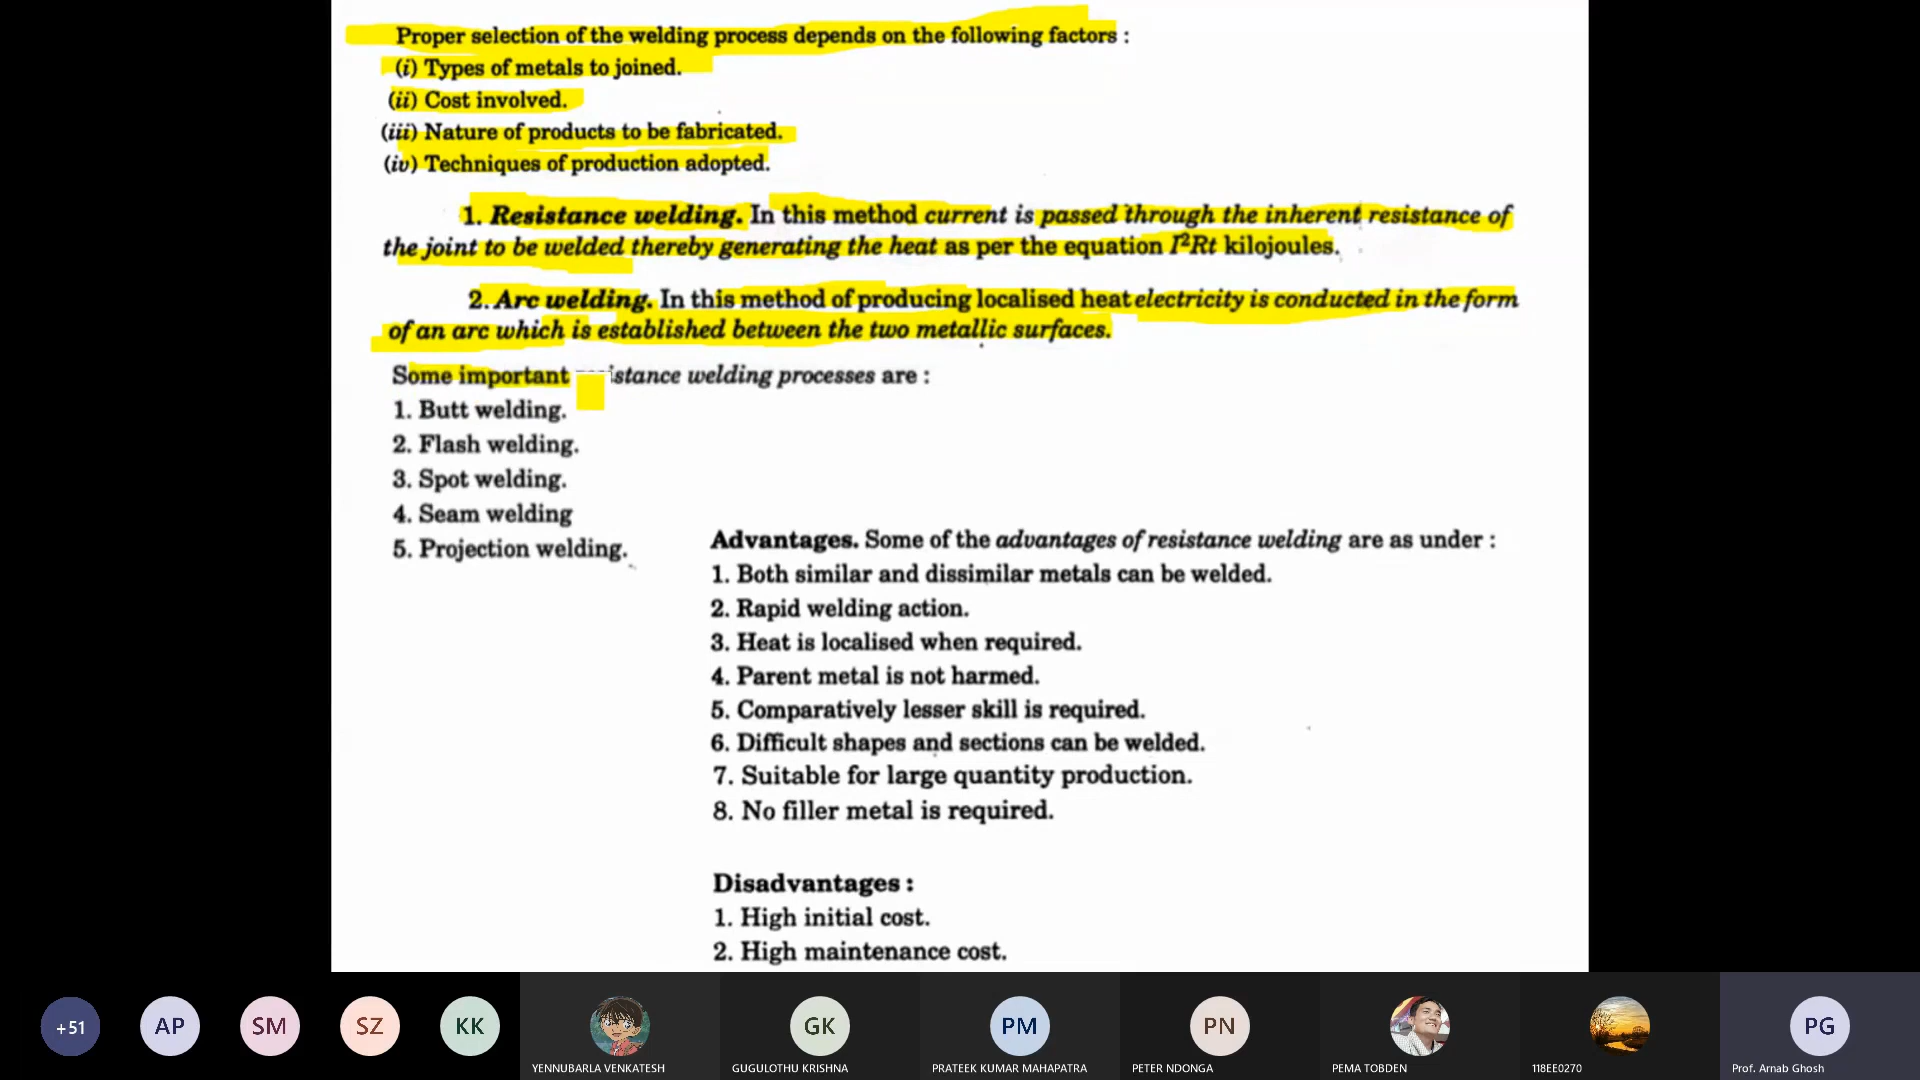 Proper selection of the welding process depends on the following factors :
(i) Types of metals to joined.
(ii) Cost involved.
(iii) Nature of products to be fabricated.
(iv) Techniques of production adopted.
1. Resistance welding. In this method current is passed through the inherent resistance of
the joint to be welded thereby generating the heat as per the equation I²Rt kilojoules.
2. Arc welding. In this method of producing localised heat electricity is conducted in the form
of an arc which is established between the two metallic surfaces.
Some important istance welding processes are :
1. Butt welding.
2. Flash welding.
3. Spot welding.
4. Seam welding
5. Projection welding.
Advantages. Some of the advantages of resistance welding are as under :
1. Both similar and dissimilar metals can be welded.
2. Rapid welding action.
3. Heat is localised when required.
4. Parent metal is not harmed.
5. Comparatively lesser skill is required.
6. Difficult shapes and sections can be welded.
7. Suitable for large quantity production.
8. No filler metal is required.
Disadvantages :
1. High initial cost.
2. High maintenance cost.
+51
AP
SM
SZ
KK
GK
PM
PN
PG
YENNUBARLA VENKATESH
GUGULOTHU KRISHNA
PRATEEK KUMAR MAHAPATRA
PETER NDONGA
PEMA TOBDEN
118EE0270
Prof. Arnab Ghosh